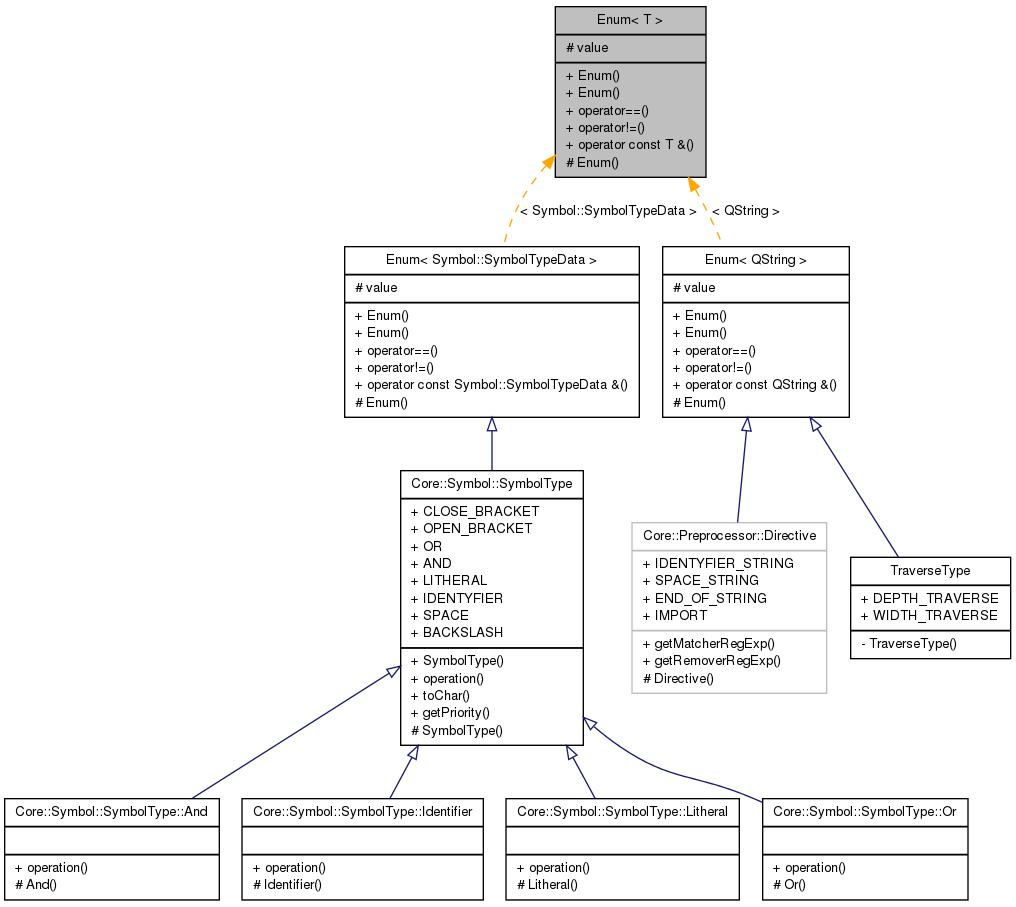 Enum< T >
# value
+ Enum()
+ Enum()
+ operator==()
+ operator!=()
+ operator const T &()
# Enum()
< Symbol::SymbolTypeData >
< QString >
Enum< Symbol::SymbolTypeData >
# value
+ Enum()
+ Enum()
+ operator==()
+ operator!=()
+ operator const Symbol::SymbolTypeData &()
# Enum()
Enum< QString >
# value
+ Enum()
+ Enum()
+ operator==()
+ operator!=()
+ operator const QString &()
# Enum()
Core::Symbol::SymbolType
+ CLOSE_BRACKET
+ OPEN_BRACKET
+ OR
+ AND
+ LITHERAL
+ IDENTYFIER
+ SPACE
+ BACKSLASH
+ SymbolType()
+ operation()
+ toChar()
+ getPriority()
# SymbolType()
Core::Preprocessor::Directive
+ IDENTYFIER_STRING
+ SPACE_STRING
+ END_OF_STRING
+ IMPORT
+ getMatcherRegExp()
+ getRemoverRegExp()
# Directive()
TraverseType
+ DEPTH_TRAVERSE
+ WIDTH_TRAVERSE
- TraverseType()
Core::Symbol::SymbolType::And
+ operation()
# And()
Core::Symbol::SymbolType::Identifier
+ operation()
# Identifier()
Core::Symbol::SymbolType::Litheral
+ operation()
# Litheral()
Core::Symbol::SymbolType::Or
+ operation()
# Or()